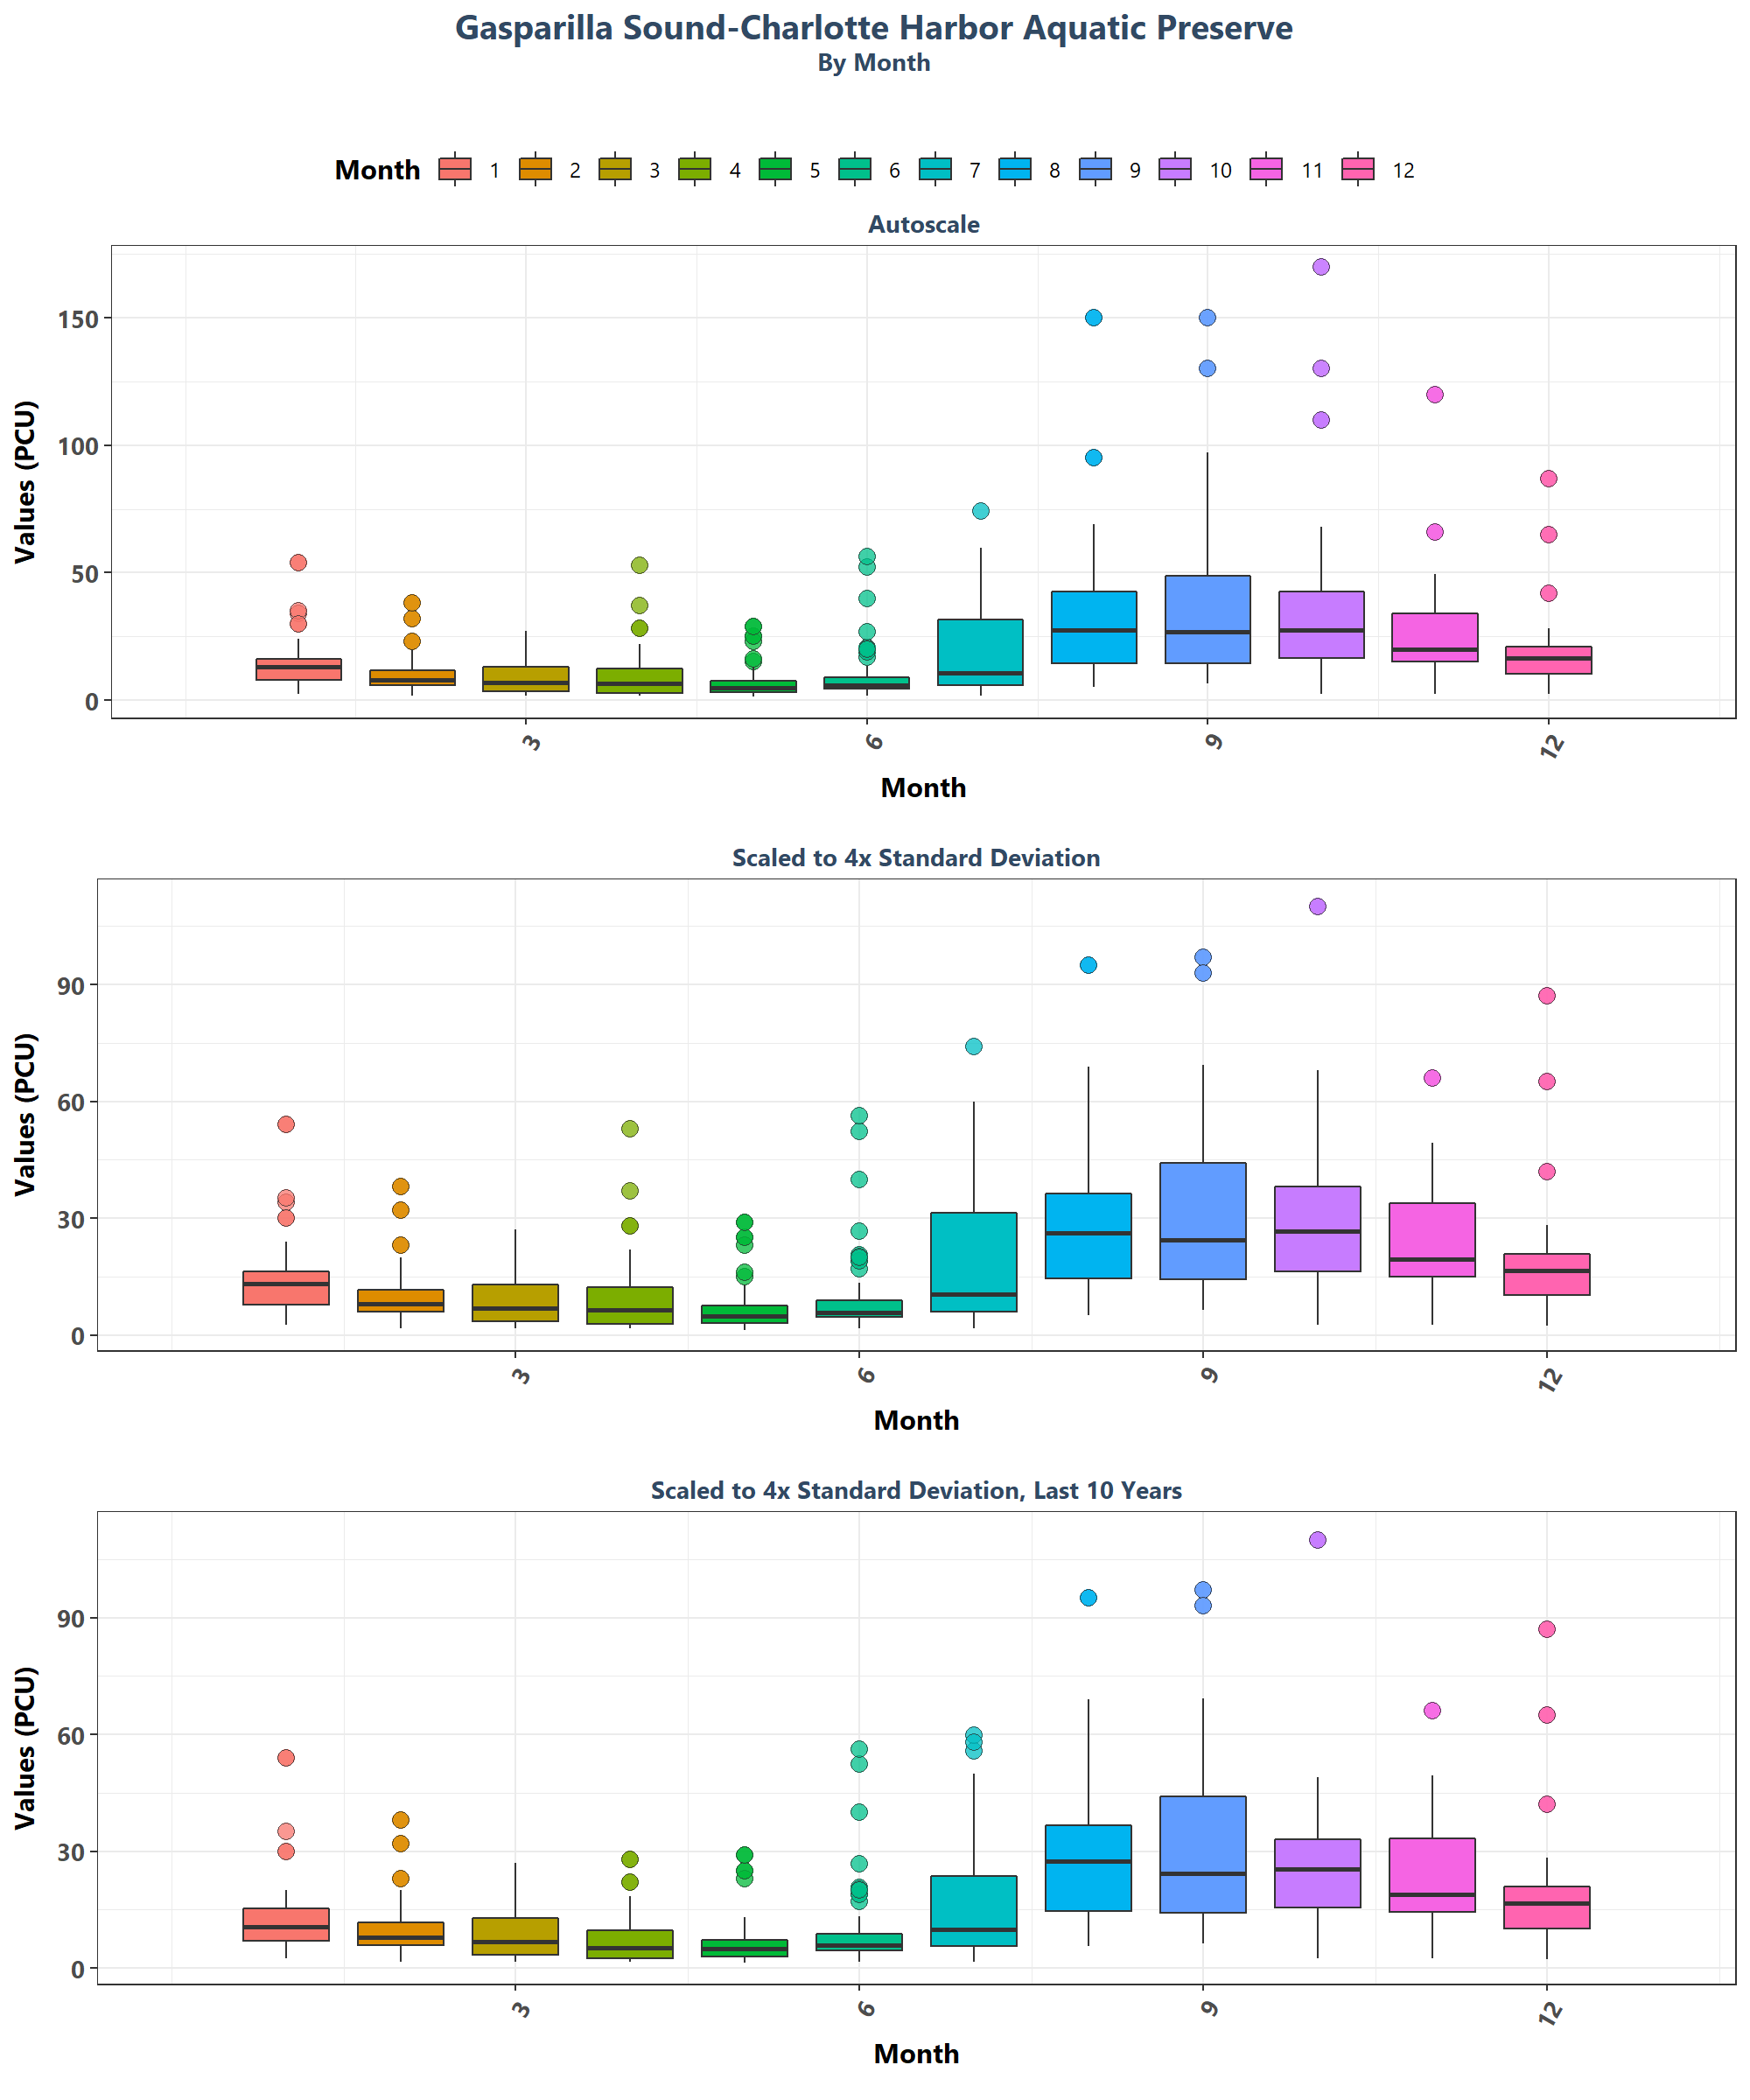 Gasparilla Sound-Charlotte Harbor Aquatic Preserve
By Month
Month 1 2 3 4 5 6 7 8 9 10 11 12
Autoscale
Values (PCU)
150
100
50
0
3 6 9 12
Month
Scaled to 4x Standard Deviation
Values (PCU)
90
60
30
0
3 6 9 12
Month
Scaled to 4x Standard Deviation, Last 10 Years
Values (PCU)
90
60
30
0
3 6 9 12
Month